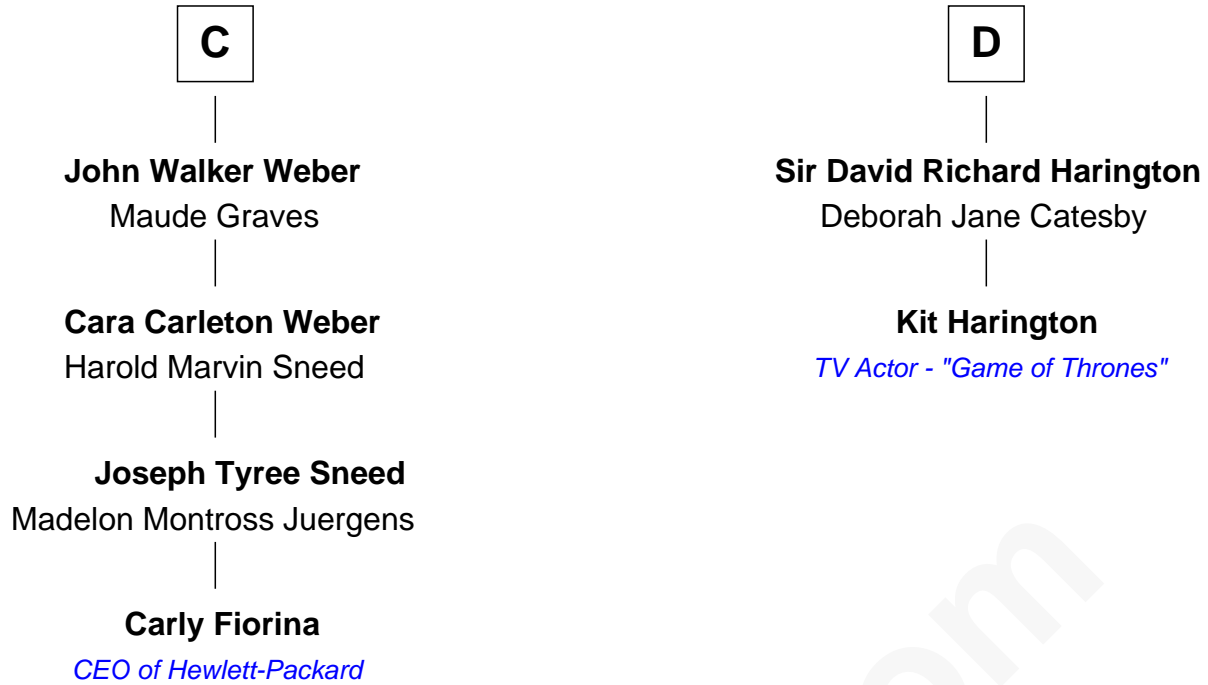 C
John Walker Weber
Maude Graves
Cara Carleton Weber
Harold Marvin Sneed
Joseph Tyree Sneed
Madelon Montross Juergens
Carly Fiorina
CEO of Hewlett-Packard
D
Sir David Richard Harington
Deborah Jane Catesby
Kit Harington
TV Actor - "Game of Thrones"
om